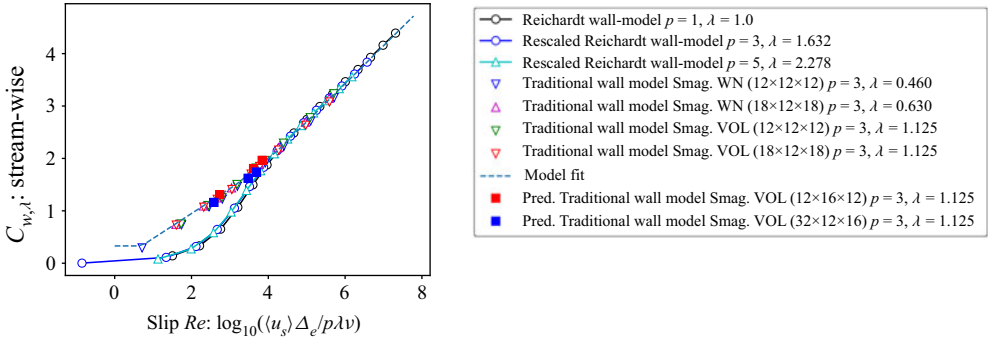 4
3
2
1
0
0
2
4
6
8
C_{w,λ}: stream-wise
Slip Re: log₁₀(⟨u_s⟩Δ_e/pλν)
Reichardt wall-model p = 1, λ = 1.0
Rescaled Reichardt wall-model p = 3, λ = 1.632
Rescaled Reichardt wall-model p = 5, λ = 2.278
Traditional wall model Smag. WN (12×12×12) p = 3, λ = 0.460
Traditional wall model Smag. WN (18×12×18) p = 3, λ = 0.630
Traditional wall model Smag. VOL (12×12×12) p = 3, λ = 1.125
Traditional wall model Smag. VOL (18×12×18) p = 3, λ = 1.125
Model fit
Pred. Traditional wall model Smag. VOL (12×16×12) p = 3, λ = 1.125
Pred. Traditional wall model Smag. VOL (32×12×16) p = 3, λ = 1.125